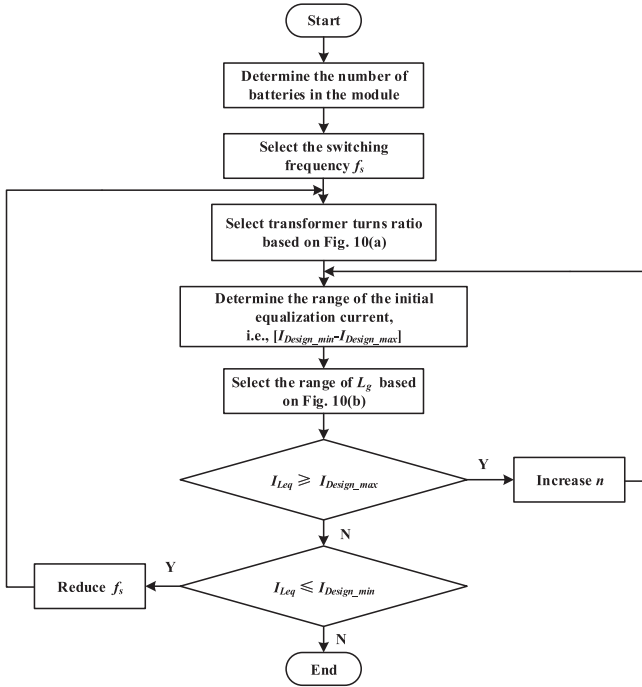 Start
Determine the number of
batteries in the module
Select the switching
frequency fs
Select transformer turns ratio
based on Fig. 10(a)
Determine the range of the initial
equalization current,
i.e., [IDesign_min-IDesign_max]
Select the range of Lg based
on Fig. 10(b)
ILeq ⩾ IDesign_max
Y
Increase n
N
ILeq ⩽ IDesign_min
Y
Reduce fs
N
End